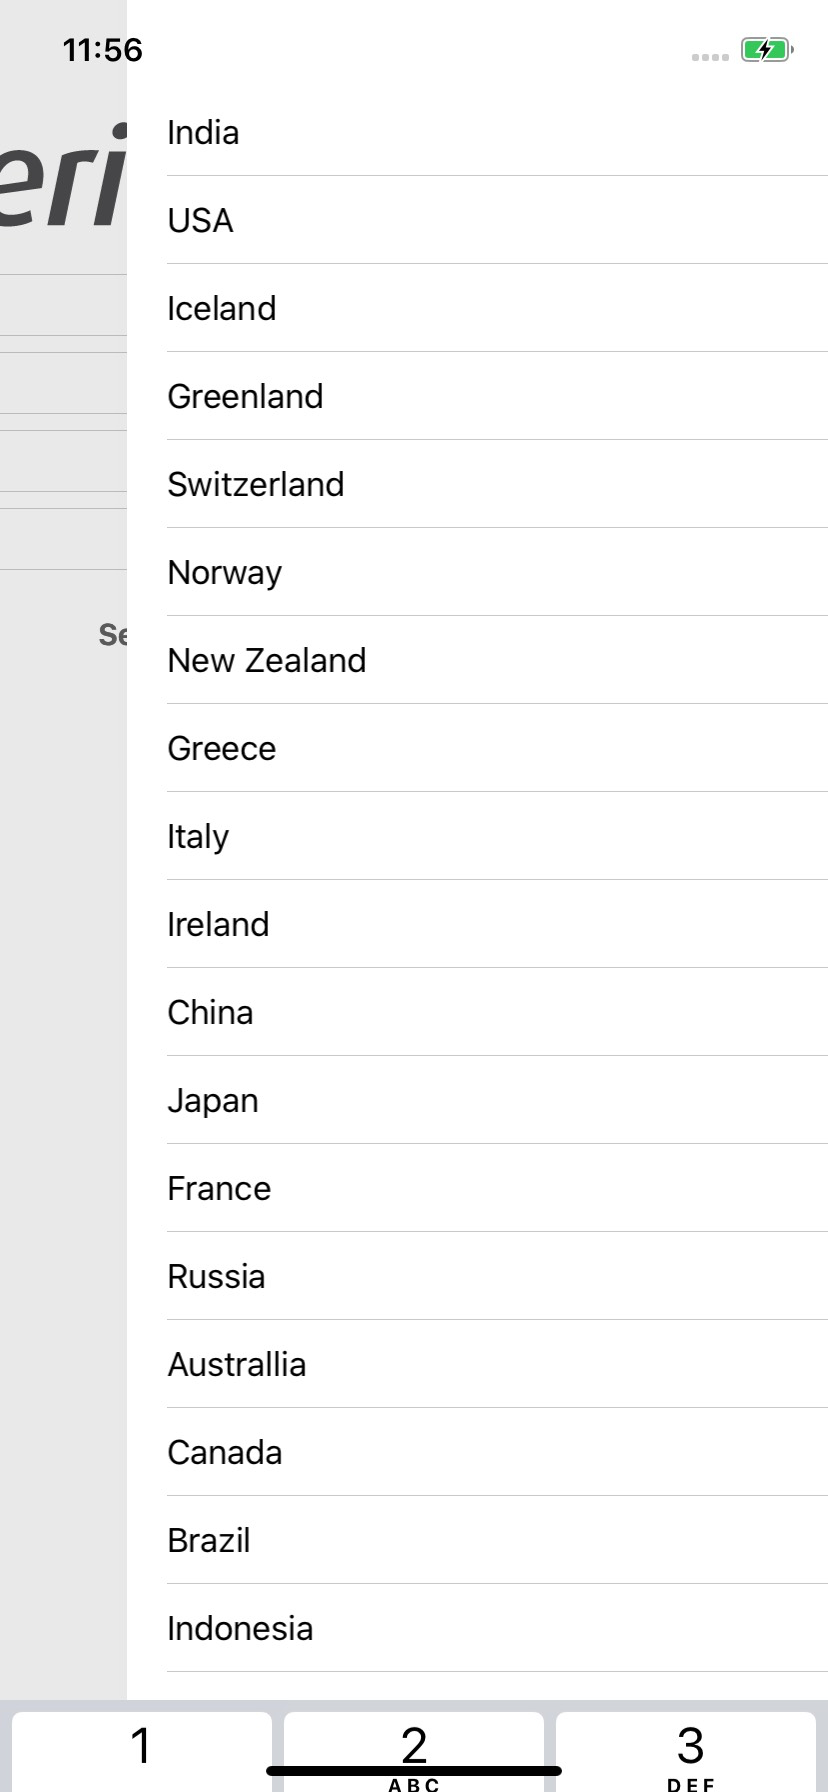 11:56
eri
India
USA
Iceland
Greenland
Switzerland
Norway
Se
New Zealand
Greece
Italy
Ireland
China
Japan
France
Russia
Australlia
Canada
Brazil
Indonesia
1
2
3
ABC
DEF